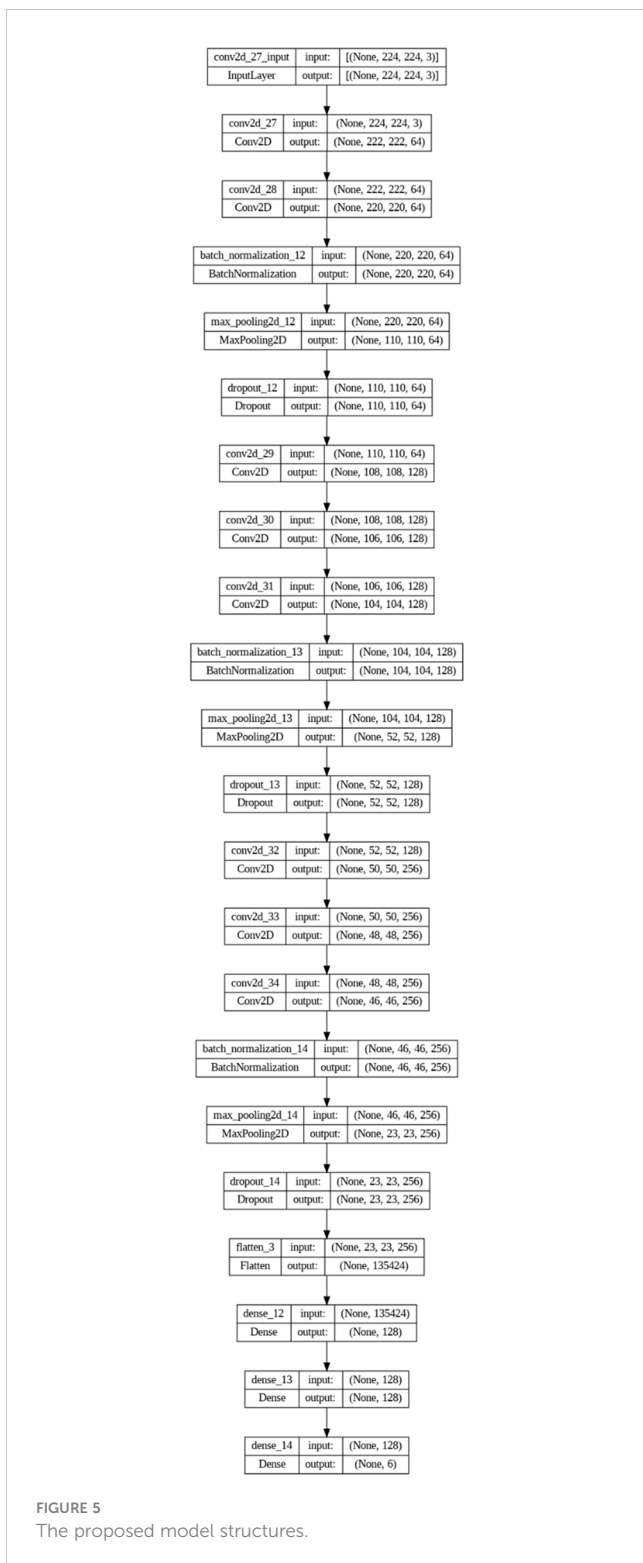 conv2d_27_input input: [(None, 224, 224, 3)]
InputLayer output: [(None, 224, 224, 3)]
conv2d_27 input: (None, 224, 224, 3)
Conv2D output: (None, 222, 222, 64)
conv2d_28 input: (None, 222, 222, 64)
Conv2D output: (None, 220, 220, 64)
batch_normalization_12 input: (None, 220, 220, 64)
BatchNormalization output: (None, 220, 220, 64)
max_pooling2d_12 input: (None, 220, 220, 64)
MaxPooling2D output: (None, 110, 110, 64)
dropout_12 input: (None, 110, 110, 64)
Dropout output: (None, 110, 110, 64)
conv2d_29 input: (None, 110, 110, 64)
Conv2D output: (None, 108, 108, 128)
conv2d_30 input: (None, 108, 108, 128)
Conv2D output: (None, 106, 106, 128)
conv2d_31 input: (None, 106, 106, 128)
Conv2D output: (None, 104, 104, 128)
batch_normalization_13 input: (None, 104, 104, 128)
BatchNormalization output: (None, 104, 104, 128)
max_pooling2d_13 input: (None, 104, 104, 128)
MaxPooling2D output: (None, 52, 52, 128)
dropout_13 input: (None, 52, 52, 128)
Dropout output: (None, 52, 52, 128)
conv2d_32 input: (None, 52, 52, 128)
Conv2D output: (None, 50, 50, 256)
conv2d_33 input: (None, 50, 50, 256)
Conv2D output: (None, 48, 48, 256)
conv2d_34 input: (None, 48, 48, 256)
Conv2D output: (None, 46, 46, 256)
batch_normalization_14 input: (None, 46, 46, 256)
BatchNormalization output: (None, 46, 46, 256)
max_pooling2d_14 input: (None, 46, 46, 256)
MaxPooling2D output: (None, 23, 23, 256)
dropout_14 input: (None, 23, 23, 256)
Dropout output: (None, 23, 23, 256)
flatten_3 input: (None, 23, 23, 256)
Flatten output: (None, 135424)
dense_12 input: (None, 135424)
Dense output: (None, 128)
dense_13 input: (None, 128)
Dense output: (None, 128)
dense_14 input: (None, 128)
Dense output: (None, 6)
FIGURE 5
The proposed model structures.